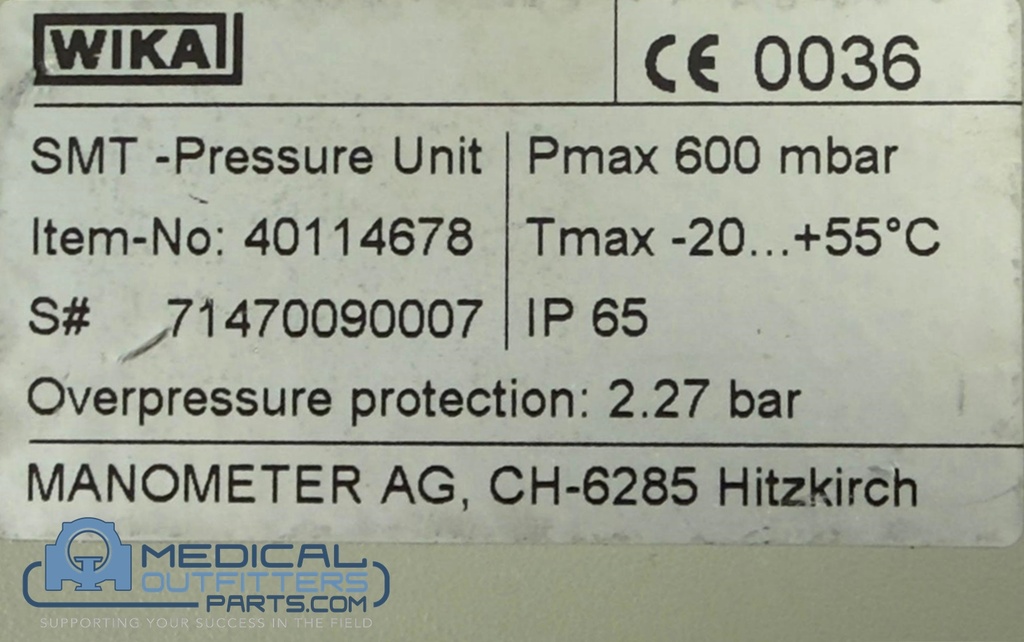 WIKA
CE 0036
SMT -Pressure Unit
Pmax 600 mbar
Item-No: 40114678
Tmax -20...+55°C
S# 71470090007
IP 65
Overpressure protection: 2.27 bar
MANOMETER AG, CH-6285 Hitzkirch
MEDICAL
OUTFITTERS
PARTS.COM
SUPPORTING YOUR SUCCESS IN THE FIELD